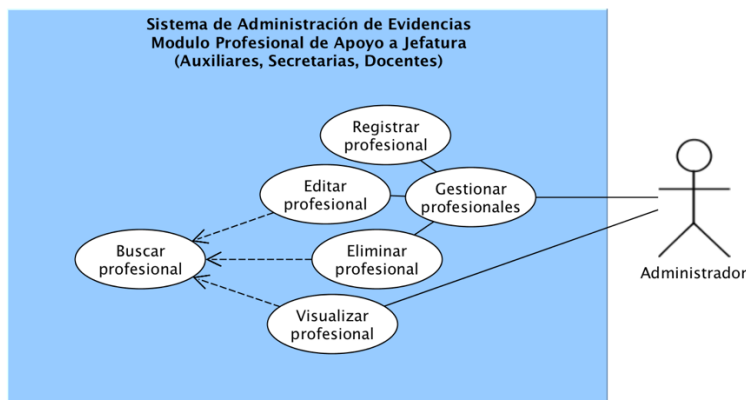 Sistema de Administración de Evidencias
Modulo Profesional de Apoyo a Jefatura
(Auxiliares, Secretarias, Docentes)
Registrar
profesional
Editar
profesional
Gestionar
profesionales
Buscar
profesional
Eliminar
profesional
Visualizar
profesional
Administrador